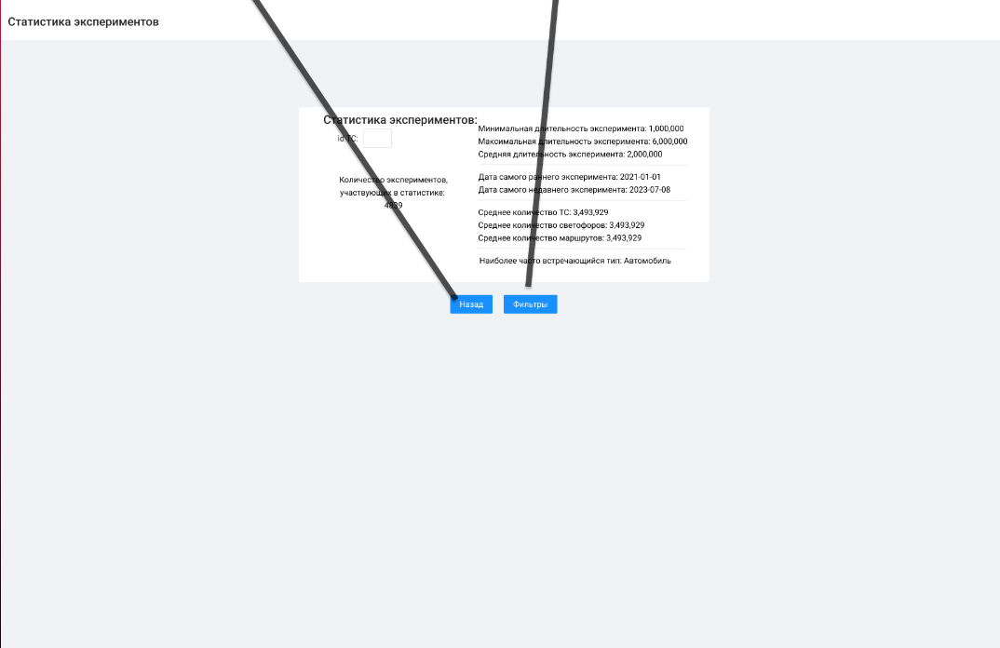 Статистика экспериментов
Статистика экспериментов:
id ТС:
Количество экспериментов,
участвующих в статистике:
4839
Минимальная длительность эксперимента: 1,000,000
Максимальная длительность эксперимента: 6,000,000
Средняя длительность эксперимента: 2,000,000
Дата самого раннего эксперимента: 2021-01-01
Дата самого недавнего эксперимента: 2023-07-08
Среднее количество ТС: 3,493,929
Среднее количество светофоров: 3,493,929
Среднее количество маршрутов: 3,493,929
Наиболее часто встречающийся тип: Автомобиль
Назад
Фильтры